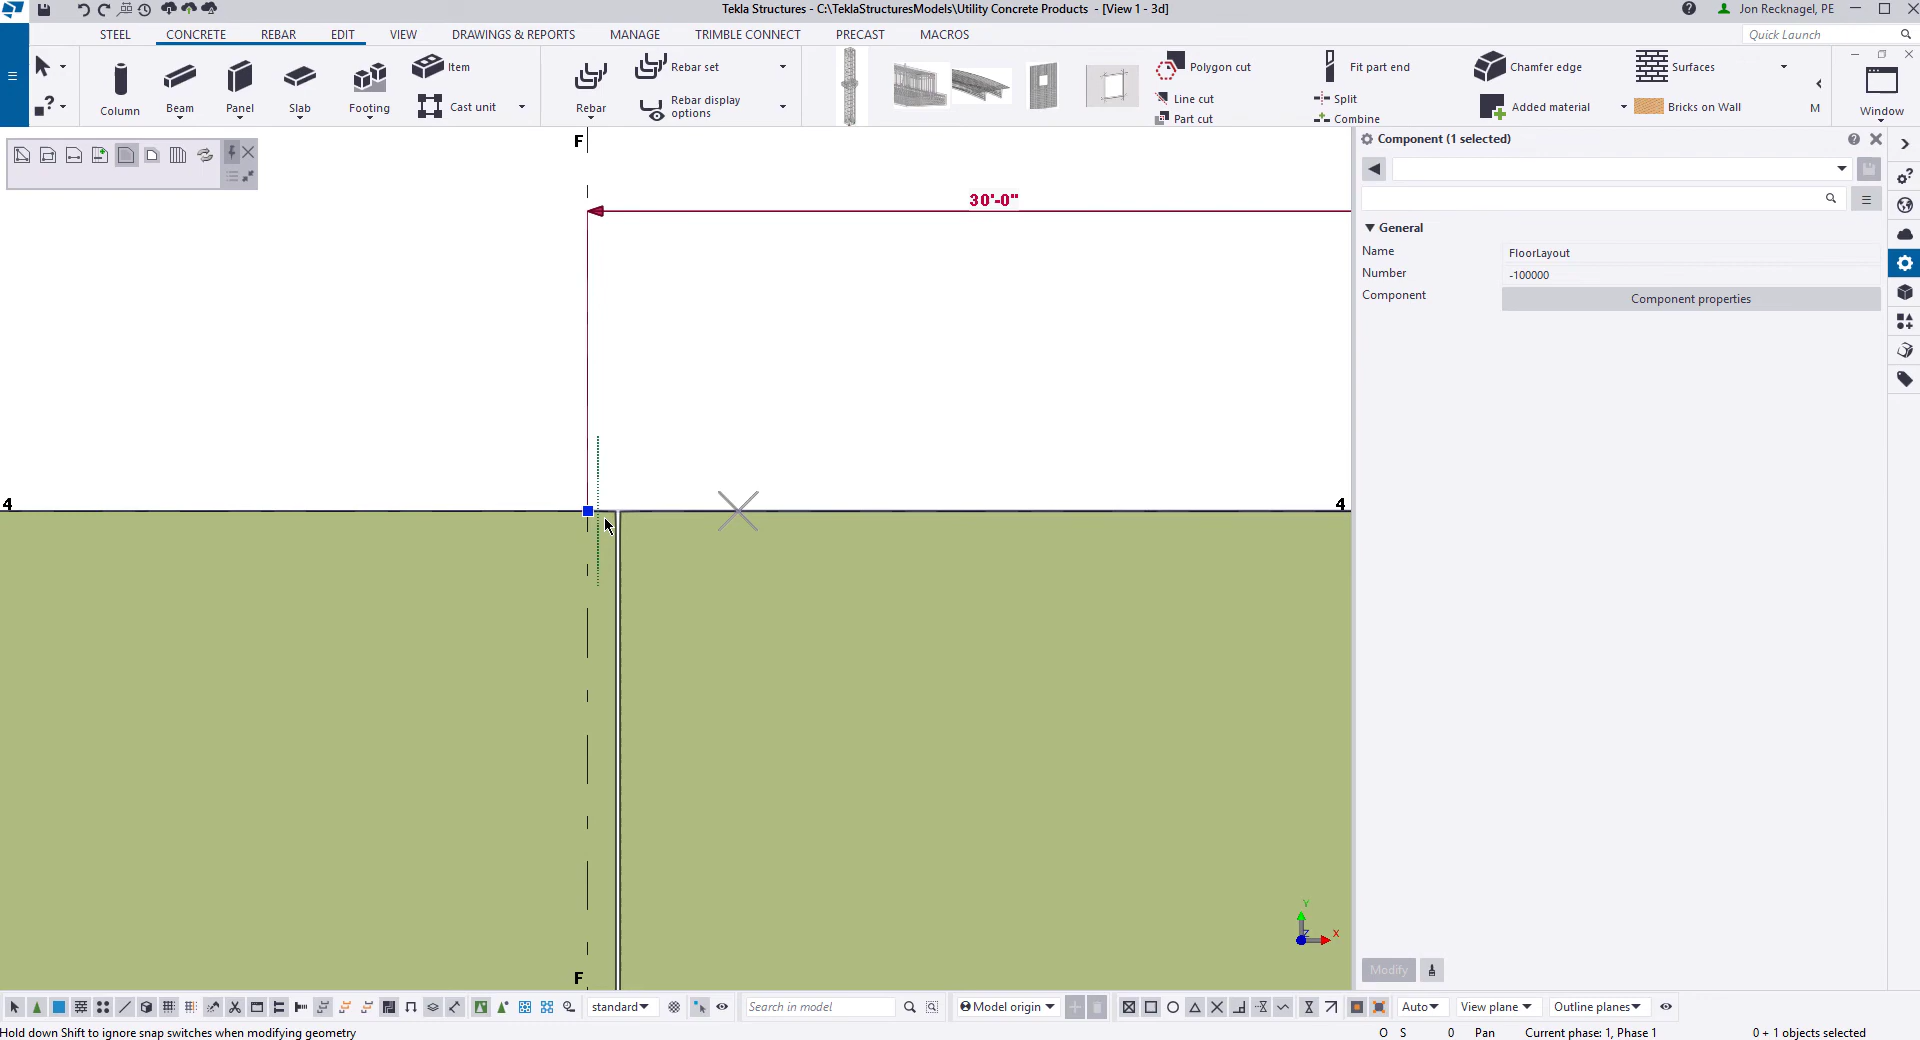 Tekla Structures - C:\TeklaStructuresModels\Utility Concrete Products - [View 1 - 3d]
Jon Recknagel, PE
STEEL CONCRETE REBAR EDIT VIEW DRAWINGS & REPORTS MANAGE TRIMBLE CONNECT PRECAST MACROS
Quick Launch
Column
Beam
Panel
Slab
Footing
Item
Cast unit
Rebar
Rebar set
Rebar display
options
Polygon cut
Line cut
Part cut
Fit part end
Split
Combine
Chamfer edge
Added material
Surfaces
Bricks on Wall
M
Window
F
30'-0"
4
4
F
Y
Z
X
Component (1 selected)
General
Name FloorLayout
Number -100000
Component Component properties
Modify
standard
Search in model
Model origin
Auto
View plane
Outline planes
Hold down Shift to ignore snap switches when modifying geometry
O S 0 Pan Current phase: 1, Phase 1 0 + 1 objects selected